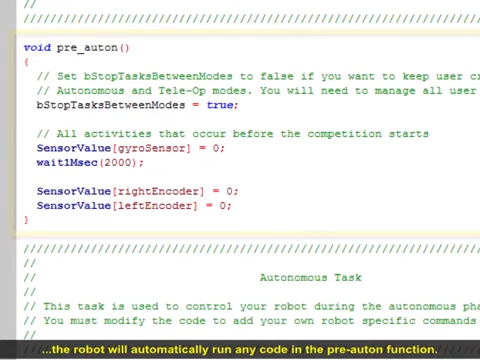 //
////////////////////////////////////////////////////////////////////
void pre_auton()
{
// Set bStopTasksBetweenModes to false if you want to keep user cr
// Autonomous and Tele-Op modes. You will need to manage all user
bStopTasksBetweenModes = true;
// All activities that occur before the competition starts
SensorValue[gyroSensor] = 0;
wait1Msec(2000);
SensorValue[rightEncoder] = 0;
SensorValue[leftEncoder] = 0;
}
////////////////////////////////////////////////////////////////////
//
// Autonomous Task
//
// This task is used to control your robot during the autonomous pha
// You must modify the code to add your own robot specific commands
//
...the robot will automatically run any code in the pre-auton function.